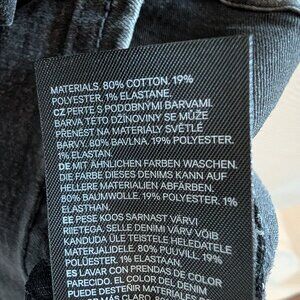 MATERIALS. 80% COTTON, 19%
POLYESTER, 1% ELASTANE.
CZ PERTE S PODOBNÝMI BARVAMI.
BARVA TÉTO DŽÍNOVINY SE MŮŽE
PŘENÉST NA MATERIÁLY SVĚTLÉ
BARVY. 80% BAVLNA, 19% POLYESTER,
1% ELASTAN.
DE MIT ÄHNLICHEN FARBEN WASCHEN.
DIE FARBE DIESES DENIMS KANN AUF
HELLERE MATERIALIEN ABFÄRBEN.
80% BAUMWOLLE, 19% POLYESTER, 1%
ELASTHAN.
EE PESE KOOS SARNAST VÄRVI
RIIETEGA. SELLE DENIMI VÄRV VÕIB
KANDUDA ÜLE TEISTELE HELEDATELE
MATERJALIDELE. 80% PUUVILL, 19%
POLÜESTER, 1% ELASTAAN.
ES LAVAR CON PRENDAS DE COLOR
PARECIDO. EL COLOR DEL DENIM
PUEDE DESTEÑIR MATERIALES
DE MÁS CLARO. 80%